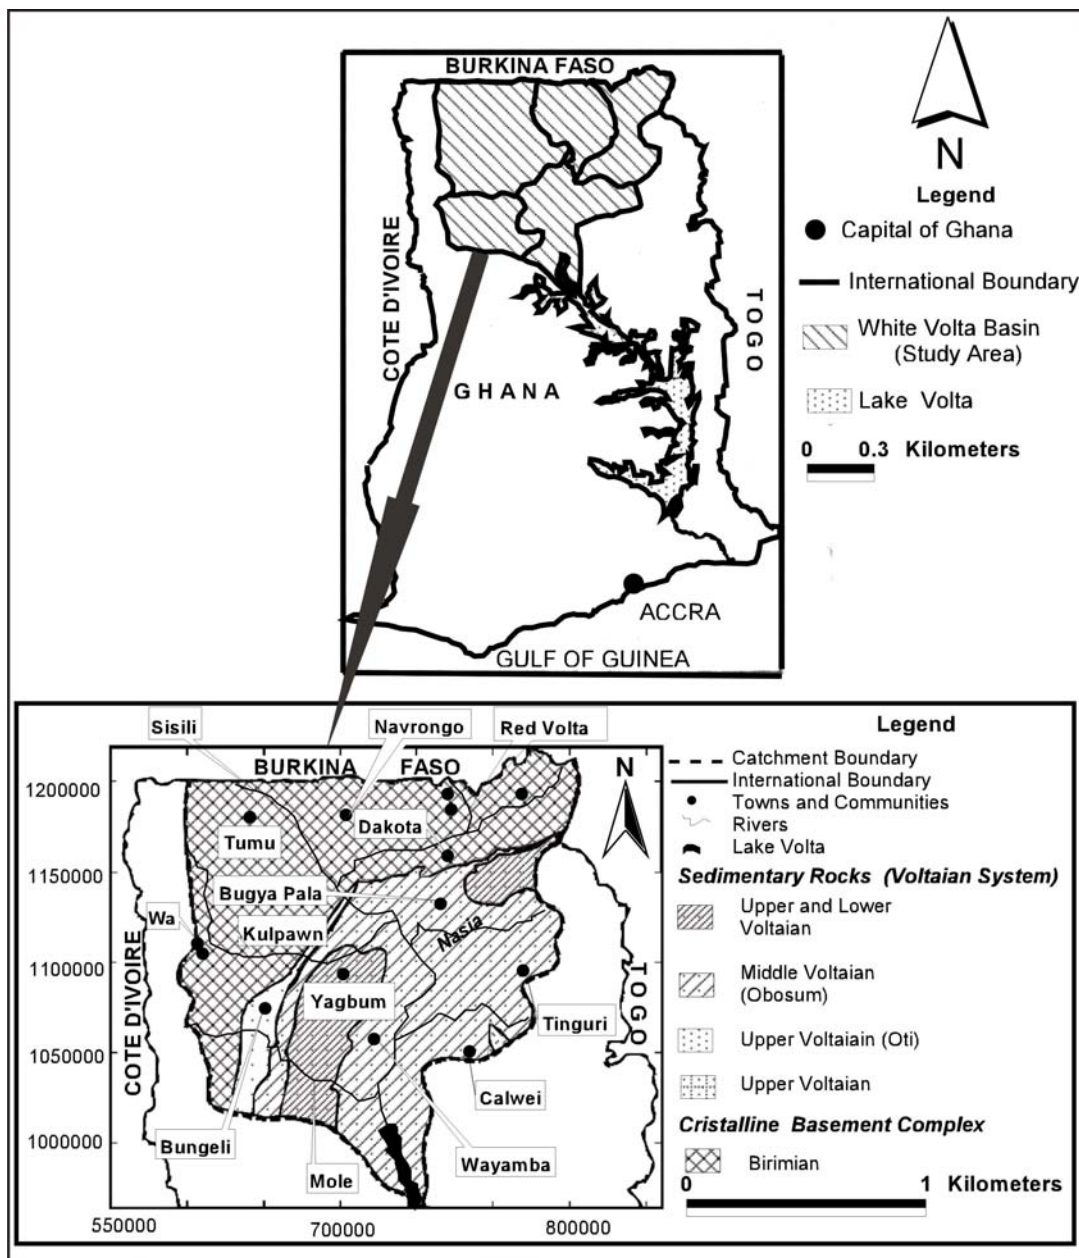 BURKINA FASO
COTE D'IVOIRE
GHANA
TOGO
ACCRA
GULF OF GUINEA
N
Legend
Capital of Ghana
International Boundary
White Volta Basin
(Study Area)
Lake Volta
0 0.3 Kilometers
Sisili
Navrongo
Red Volta
BURKINA FASO
N
1200000
1150000
1100000
1050000
1000000
Tumu
Dakota
Bugya Pala
Wa
Kulpawn
Nasia
Yagbum
Tinguri
COTE D'IVOIRE
TOGO
Calwei
Bungeli
Mole
Wayamba
550000
700000
800000
Legend
Catchment Boundary
International Boundary
Towns and Communities
Rivers
Lake Volta
Sedimentary Rocks (Voltaian System)
Upper and Lower
Voltaian
Middle Voltaian
(Obosum)
Upper Voltaiain (Oti)
Upper Voltaian
Cristalline Basement Complex
Birimian
0 1 Kilometers